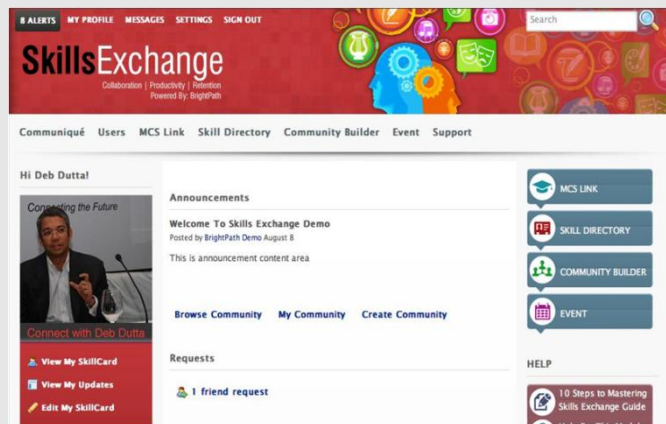 8 ALERTS MY PROFILE MESSAGES SETTINGS SIGN OUT
Search
SkillsExchange
Collaboration | Productivity | Retention
Powered By: BrightPath
Communiqué Users MCS Link Skill Directory Community Builder Event Support
Hi Deb Dutta!
Connecting the Future
Connect with Deb Dutta
View My SkillCard
View My Updates
Edit My SkillCard
Announcements
Welcome To Skills Exchange Demo
Posted by BrightPath Demo August 8
This is announcement content area
Browse Community My Community Create Community
Requests
1 friend request
MCS LINK
SKILL DIRECTORY
COMMUNITY BUILDER
EVENT
HELP
10 Steps to Mastering
Skills Exchange Guide